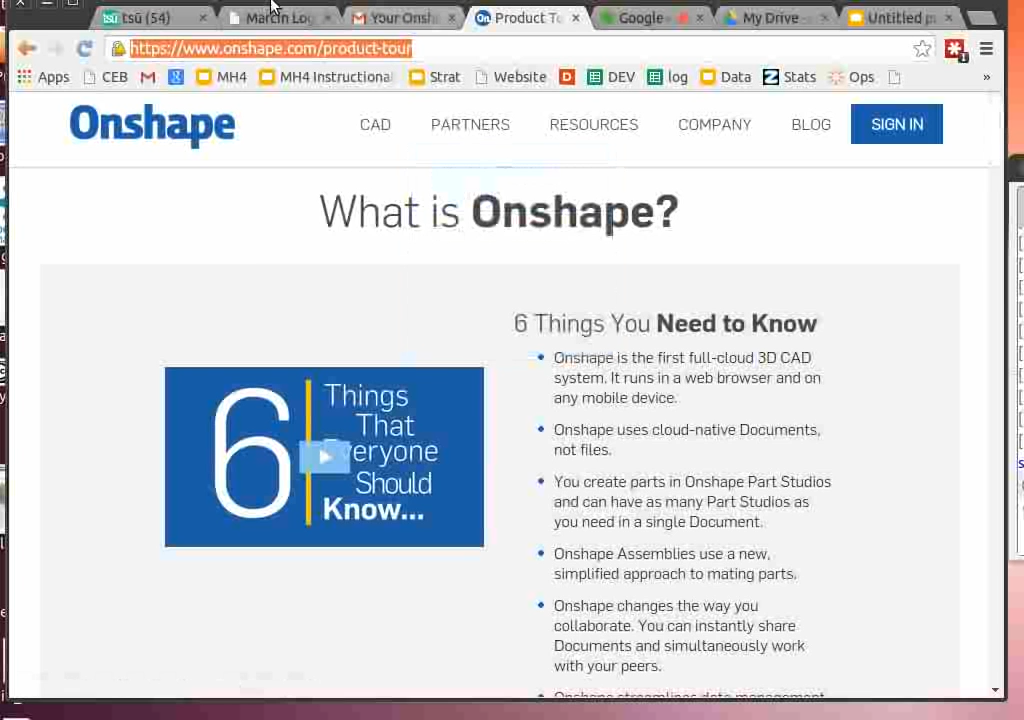 tsū (54)
Martin Log
Your Onsh
Product To
Google
My Drive
Untitled p
https://www.onshape.com/product-tour
Apps
CEB
MH4
MH4 Instructional
Strat
Website
DEV
log
Data
Stats
Ops
»
Onshape
CAD
PARTNERS
RESOURCES
COMPANY
BLOG
SIGN IN
What is Onshape?
6 Things That Everyone Should Know...
6 Things You Need to Know
Onshape is the first full-cloud 3D CAD
system. It runs in a web browser and on
any mobile device.
Onshape uses cloud-native Documents,
not files.
You create parts in Onshape Part Studios
and can have as many Part Studios as
you need in a single Document.
Onshape Assemblies use a new,
simplified approach to mating parts.
Onshape changes the way you
collaborate. You can instantly share
Documents and simultaneously work
with your peers.
Onshape streamlines data management